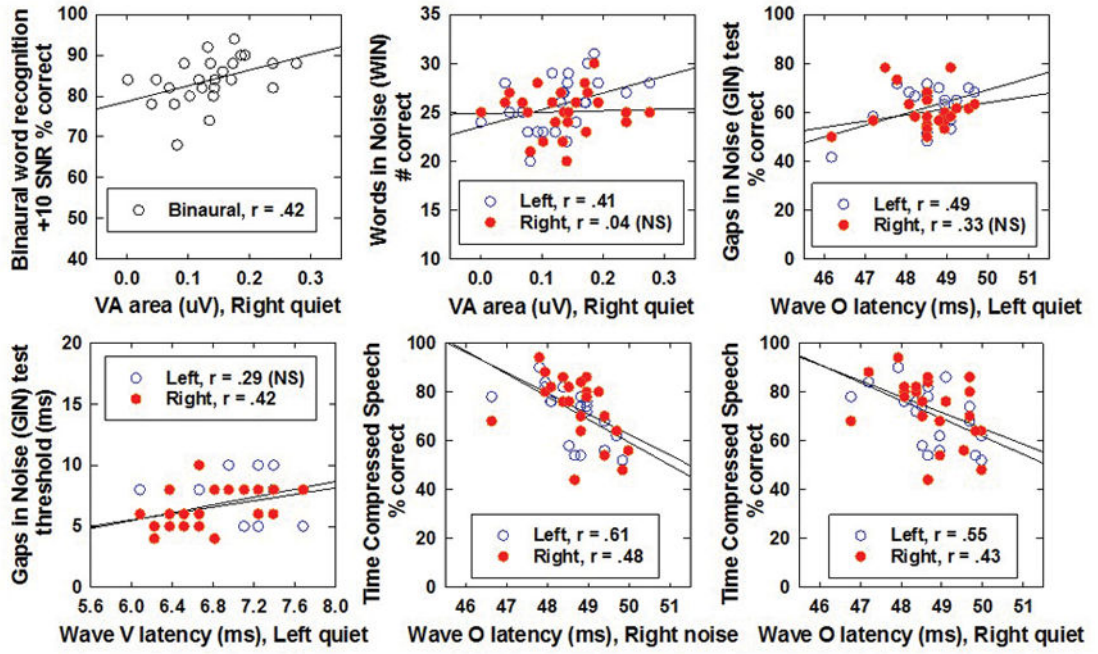 Binaural word recognition
+10 SNR % correct
100
90
80
70
60
50
40
Binaural, r = .42
0.0 0.1 0.2 0.3
VA area (uV), Right quiet
Words in Noise (WIN)
# correct
35
30
25
20
15
10
Left, r = .41
Right, r = .04 (NS)
0.0 0.1 0.2 0.3
VA area (uV), Right quiet
Gaps in Noise (GIN) test
% correct
100
80
60
40
20
0
Left, r = .49
Right, r = .33 (NS)
46 47 48 49 50 51
Wave O latency (ms), Left quiet
Gaps in Noise (GIN) test
threshold (ms)
20
15
10
5
0
Left, r = .29 (NS)
Right, r = .42
5.6 6.0 6.4 6.8 7.2 7.6 8.0
Wave V latency (ms), Left quiet
Time Compressed Speech
% correct
100
80
60
40
20
0
Left, r = .61
Right, r = .48
46 47 48 49 50 51
Wave O latency (ms), Right noise
Time Compressed Speech
% correct
100
80
60
40
20
0
Left, r = .55
Right, r = .43
46 47 48 49 50 51
Wave O latency (ms), Right quiet